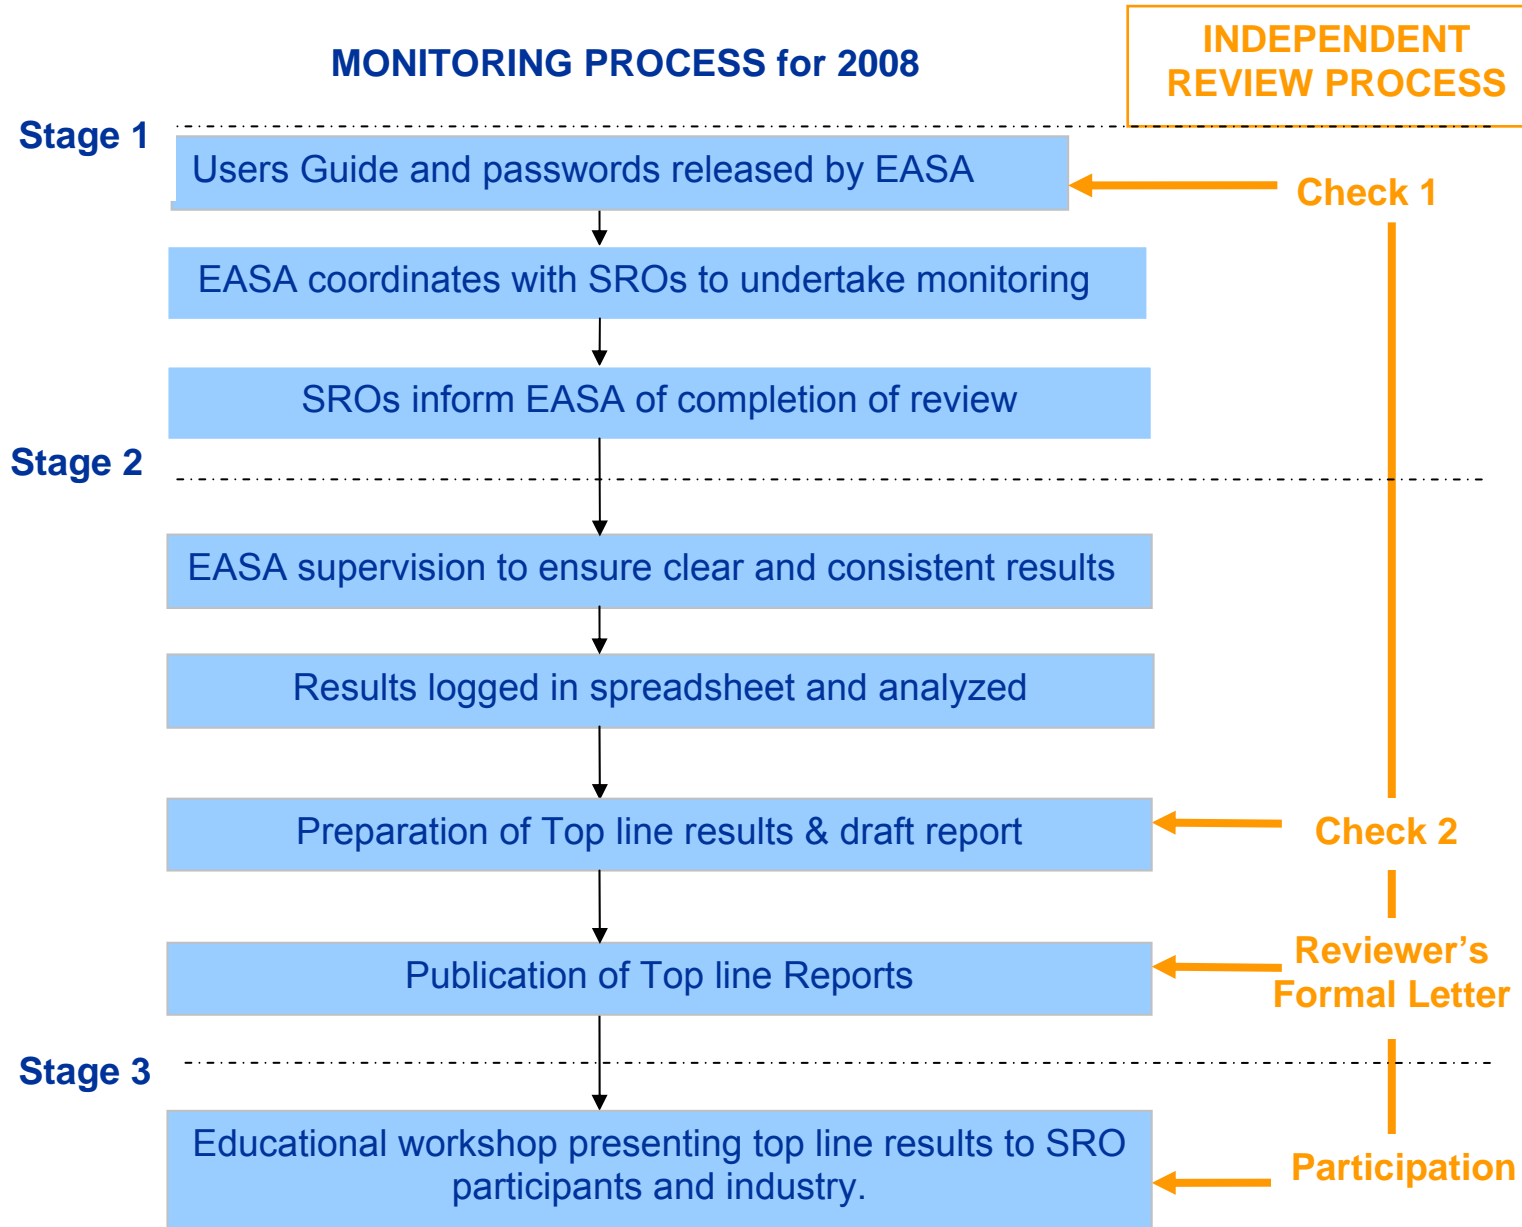 MONITORING PROCESS for 2008
INDEPENDENT
REVIEW PROCESS
Stage 1
Users Guide and passwords released by EASA
Check 1
EASA coordinates with SROs to undertake monitoring
SROs inform EASA of completion of review
Stage 2
EASA supervision to ensure clear and consistent results
Results logged in spreadsheet and analyzed
Preparation of Top line results & draft report
Check 2
Publication of Top line Reports
Reviewer’s
Formal Letter
Stage 3
Educational workshop presenting top line results to SRO
participants and industry.
Participation